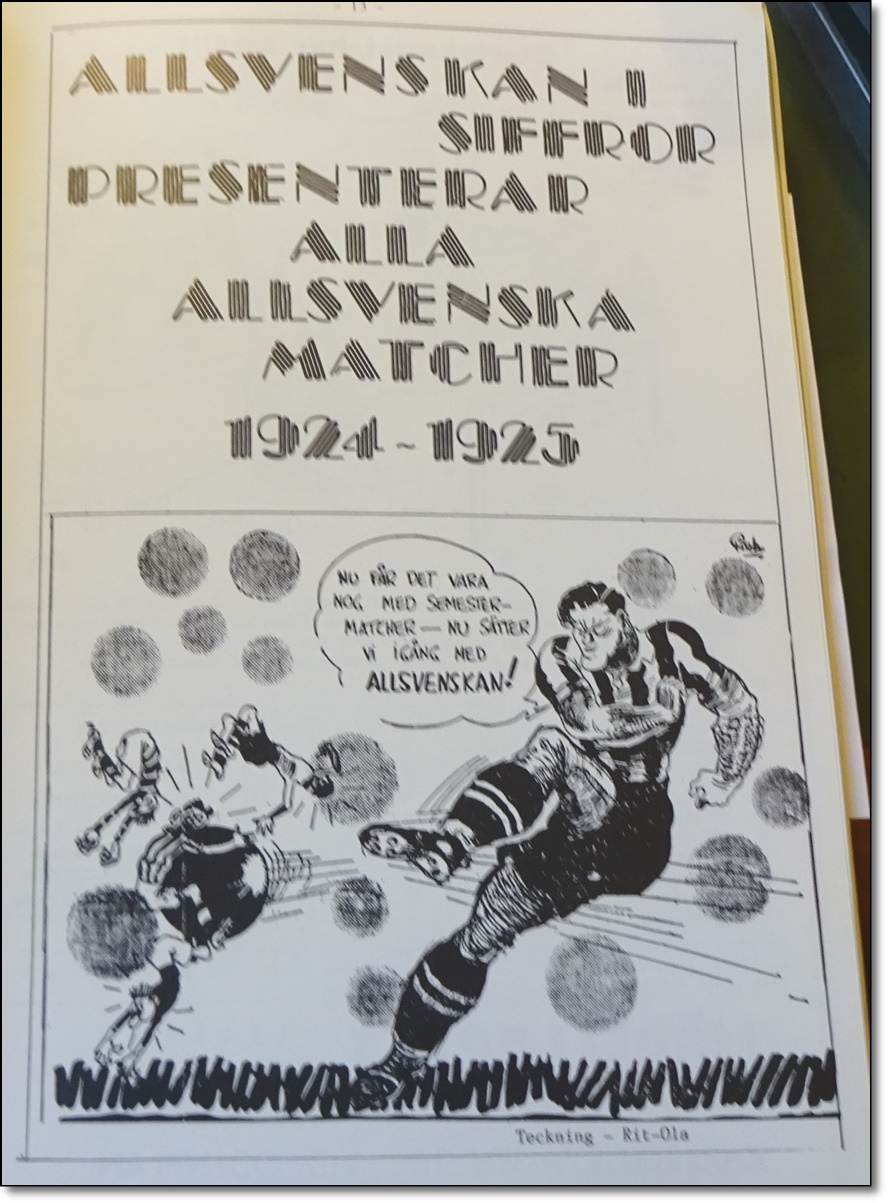 - 13 -
ALLSVENSKAN I
SIFFROR
PRESENTERAR
ALLA
ALLSVENSKA
MATCHER
1924 - 1925
NU FÅR DET VARA
NOG MED SEMESTER-
MATCHER — NU SÄTTER
VI IGÅNG MED
ALLSVENSKAN!
Teckning - Rit-Ola